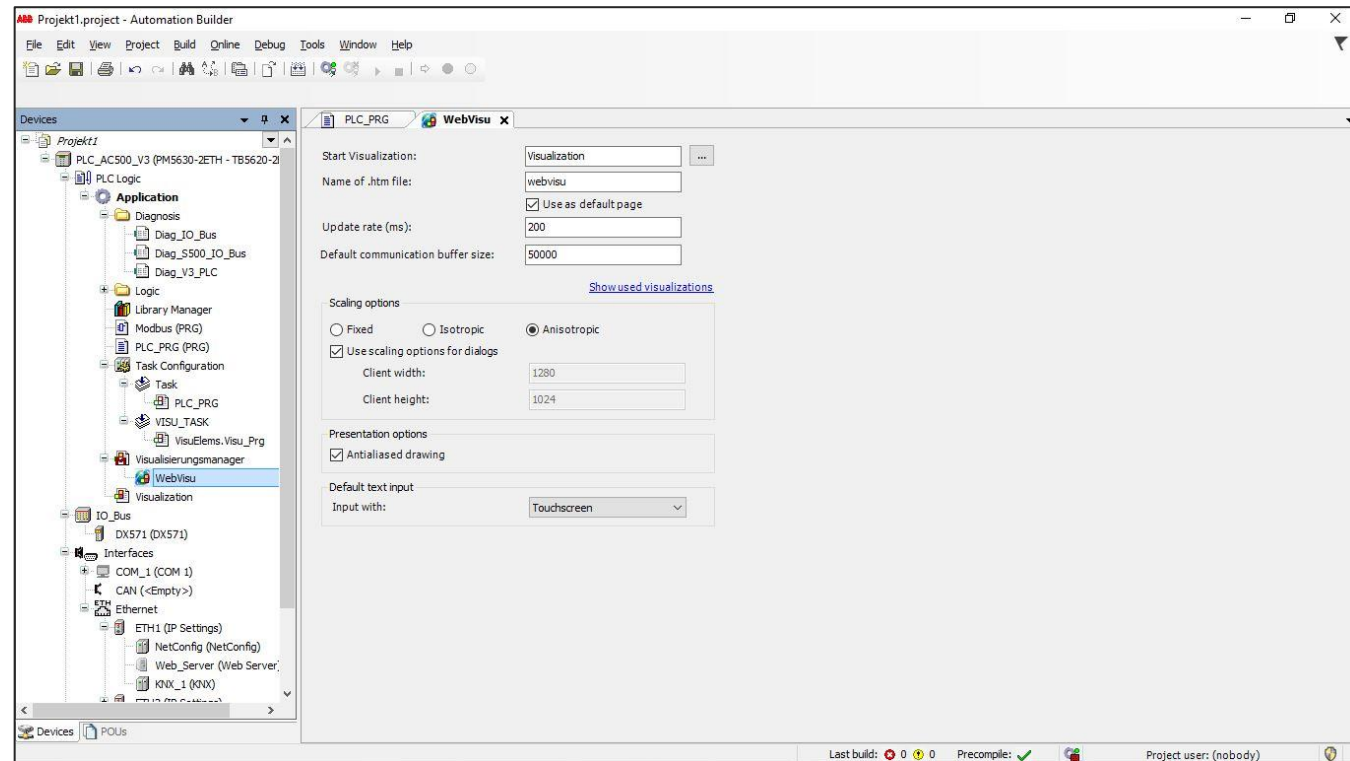 ABB Projekt1.project - Automation Builder
File Edit View Project Build Online Debug Tools Window Help
Devices
Projekt1
PLC_AC500_V3 (PM5630-2ETH - TB5620-2
PLC Logic
Application
Diagnosis
Diag_IO_Bus
Diag_S500_IO_Bus
Diag_V3_PLC
Logic
Library Manager
Modbus (PRG)
PLC_PRG (PRG)
Task Configuration
Task
PLC_PRG
VISU_TASK
VisuElems.Visu_Prg
Visualisierungsmanager
WebVisu
Visualization
IO_Bus
DX571 (DX571)
Interfaces
COM_1 (COM 1)
CAN (<Empty>)
ETH Ethernet
ETH1 (IP Settings)
NetConfig (NetConfig)
Web_Server (Web Server)
KNX_1 (KNX)
Devices POUs
PLC_PRG WebVisu
Start Visualization: Visualization ...
Name of .htm file: webvisu
Use as default page
Update rate (ms): 200
Default communication buffer size: 50000
Show used visualizations
Scaling options
Fixed Isotropic Anisotropic
Use scaling options for dialogs
Client width: 1280
Client height: 1024
Presentation options
Antialiased drawing
Default text input
Input with: Touchscreen
Last build: 0 0 Precompile: Project user: (nobody)